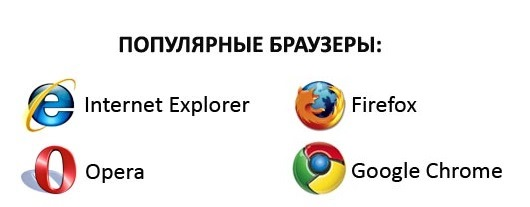 ПОПУЛЯРНЫЕ БРАУЗЕРЫ:
Internet Explorer
Firefox
Opera
Google Chrome